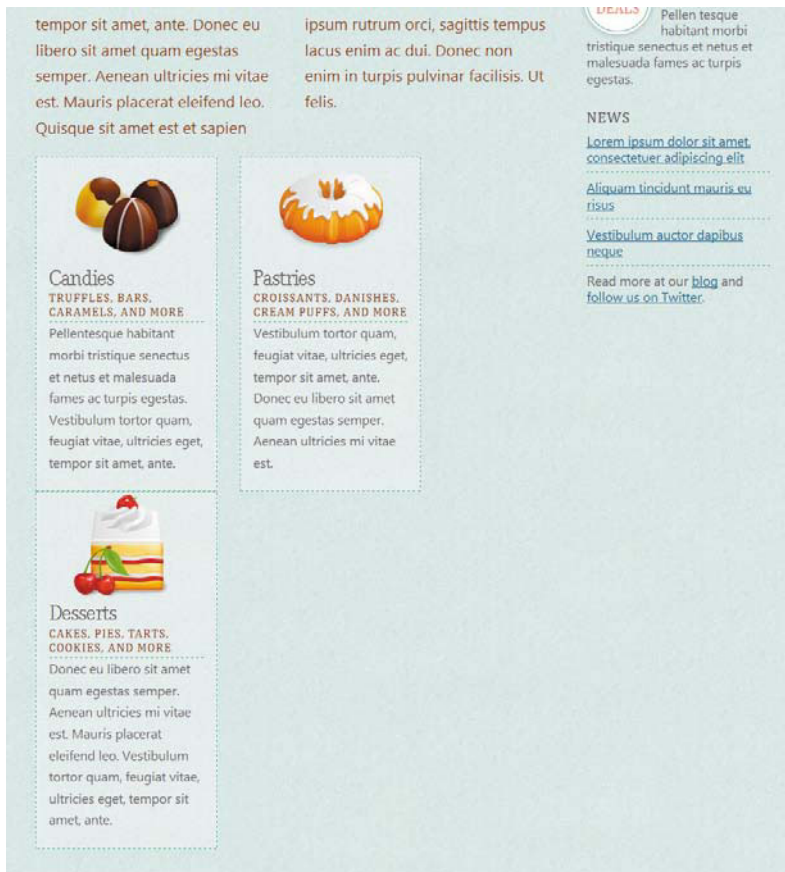 tempor sit amet, ante. Donec eu
libero sit amet quam egestas
semper. Aenean ultricies mi vitae
est. Mauris placerat eleifend leo.
Quisque sit amet est et sapien
ipsum rutrum orci, sagittis tempus
lacus enim ac dui. Donec non
enim in turpis pulvinar facilisis. Ut
felis.
Candies
TRUFFLES, BARS,
CARAMELS, AND MORE
Pellentesque habitant
morbi tristique senectus
et netus et malesuada
fames ac turpis egestas.
Vestibulum tortor quam,
feugiat vitae, ultricies eget,
tempor sit amet, ante.
Pastries
CROISSANTS, DANISHES,
CREAM PUFFS, AND MORE
Vestibulum tortor quam,
feugiat vitae, ultricies eget,
tempor sit amet, ante.
Donec eu libero sit amet
quam egestas semper.
Aenean ultricies mi vitae
est.
Desserts
CAKES, PIES, TARTS,
COOKIES, AND MORE
Donec eu libero sit amet
quam egestas semper.
Aenean ultricies mi vitae
est. Mauris placerat
eleifend leo. Vestibulum
tortor quam, feugiat vitae,
ultricies eget, tempor sit
amet, ante.
DEALS
Pellen tesque
habitant morbi
tristique senectus et netus et
malesuada fames ac turpis
egestas.
NEWS
Lorem ipsum dolor sit amet,
consectetuer adipiscing elit
Aliquam tincidunt mauris eu
risus
Vestibulum auctor dapibus
neque
Read more at our blog and
follow us on Twitter.